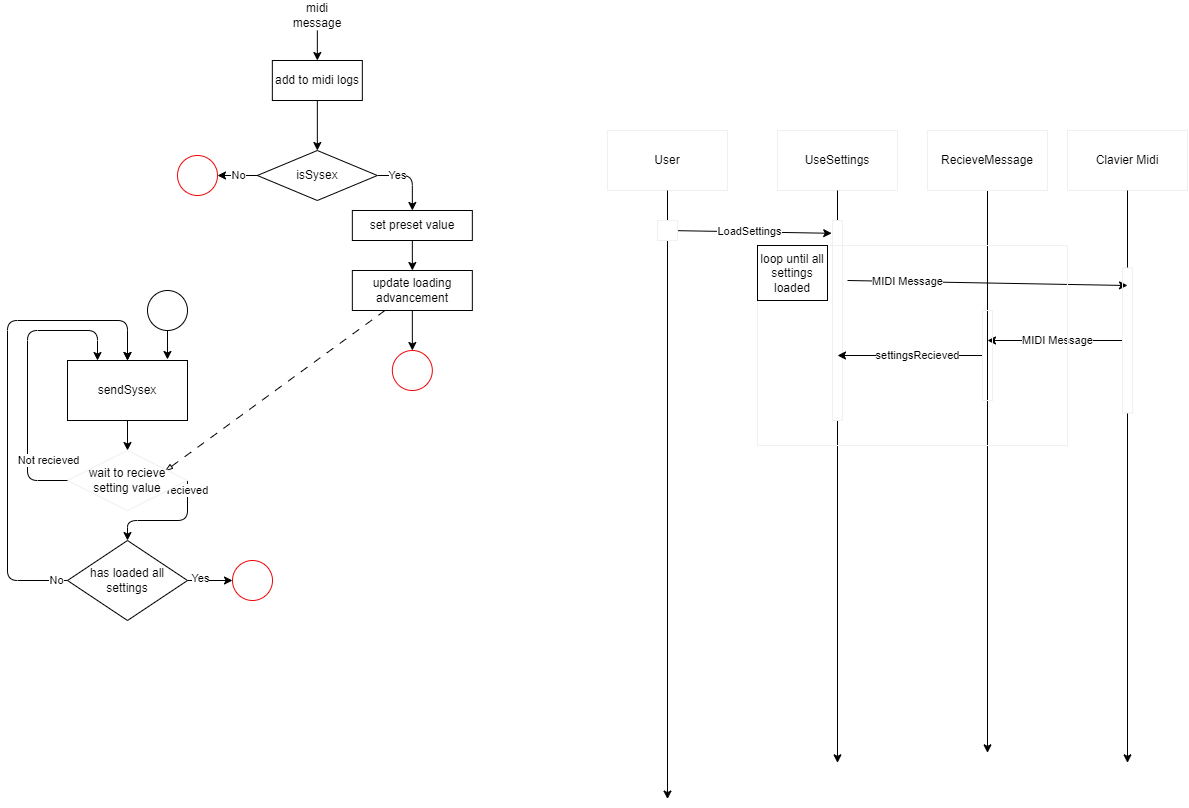 midi
message
add to midi logs
isSysex
No
Yes
set preset value
update loading
advancement
sendSysex
Not recieved
wait to recieve
setting value
recieved
has loaded all
settings
No
Yes
User
UseSettings
RecieveMessage
Clavier Midi
LoadSettings
loop until all
settings
loaded
MIDI Message
MIDI Message
settingsRecieved